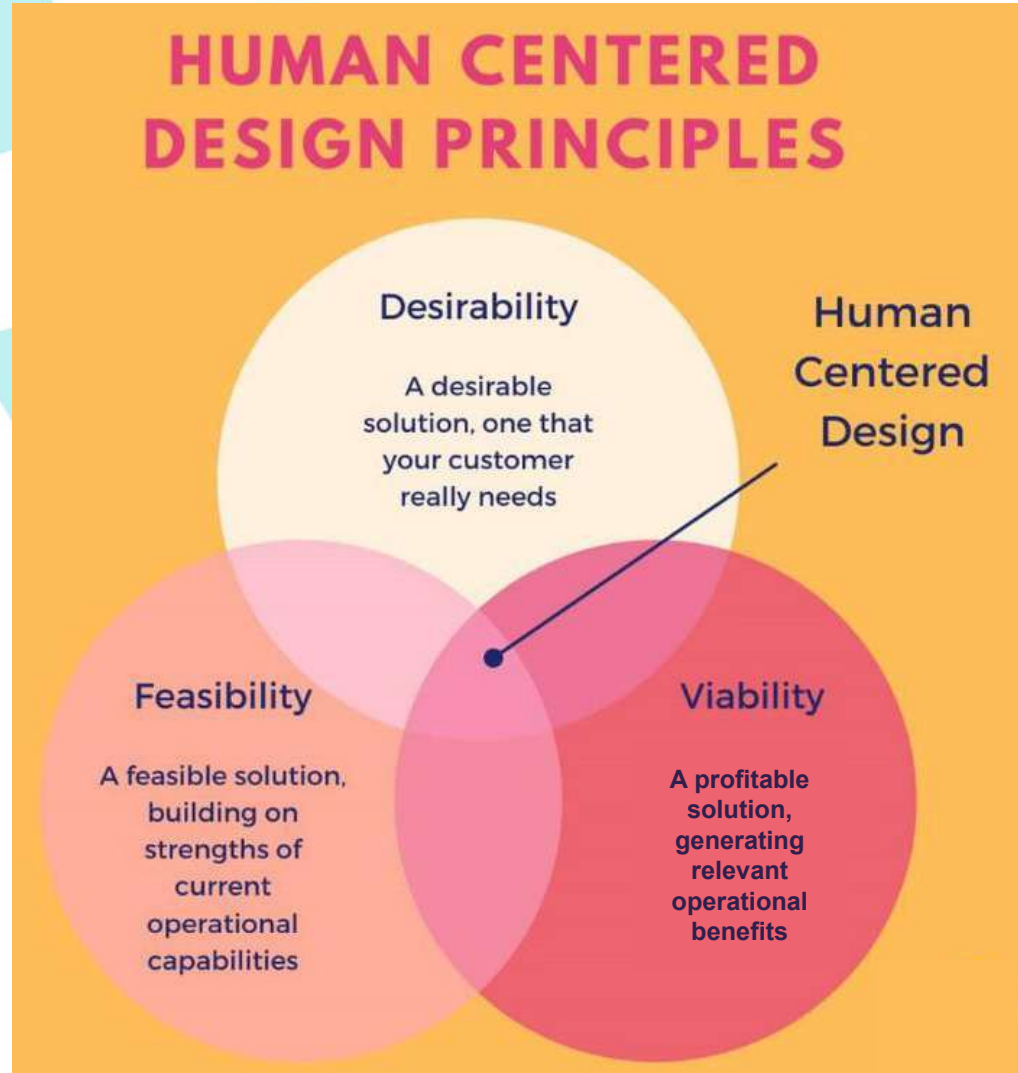 HUMAN CENTERED
DESIGN PRINCIPLES
Desirability
A desirable
solution, one that
your customer
really needs
Human
Centered
Design
Feasibility
A feasible solution,
building on
strengths of
current
operational
capabilities
Viability
A profitable
solution,
generating
relevant
operational
benefits